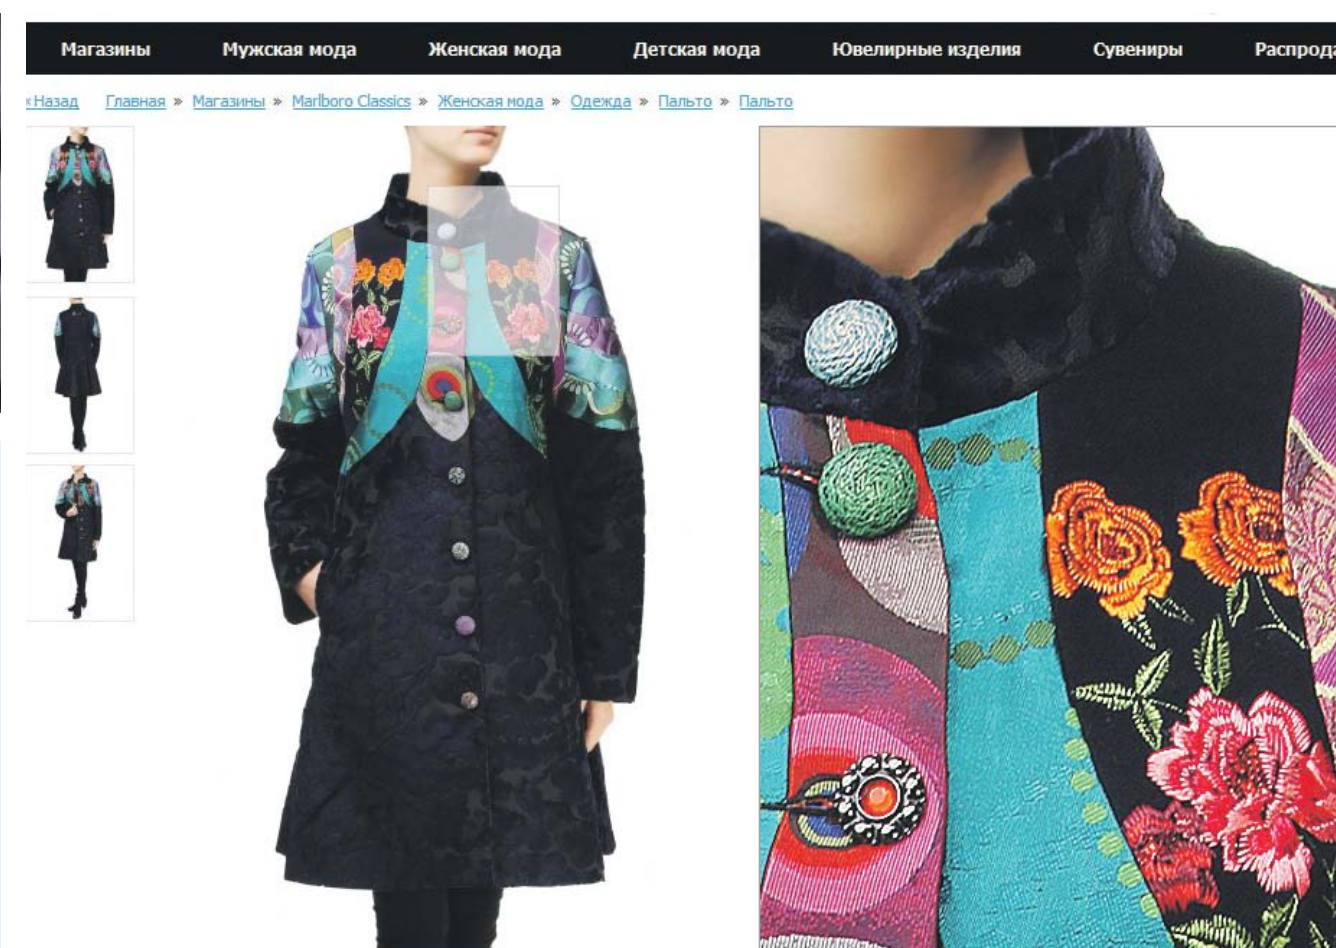 Магазины Мужская мода Женская мода Детская мода Ювелирные изделия Сувениры
Назад Главная » Магазины » Marlboro Classics » Женская мода » Одежда » Пальто » Пальто